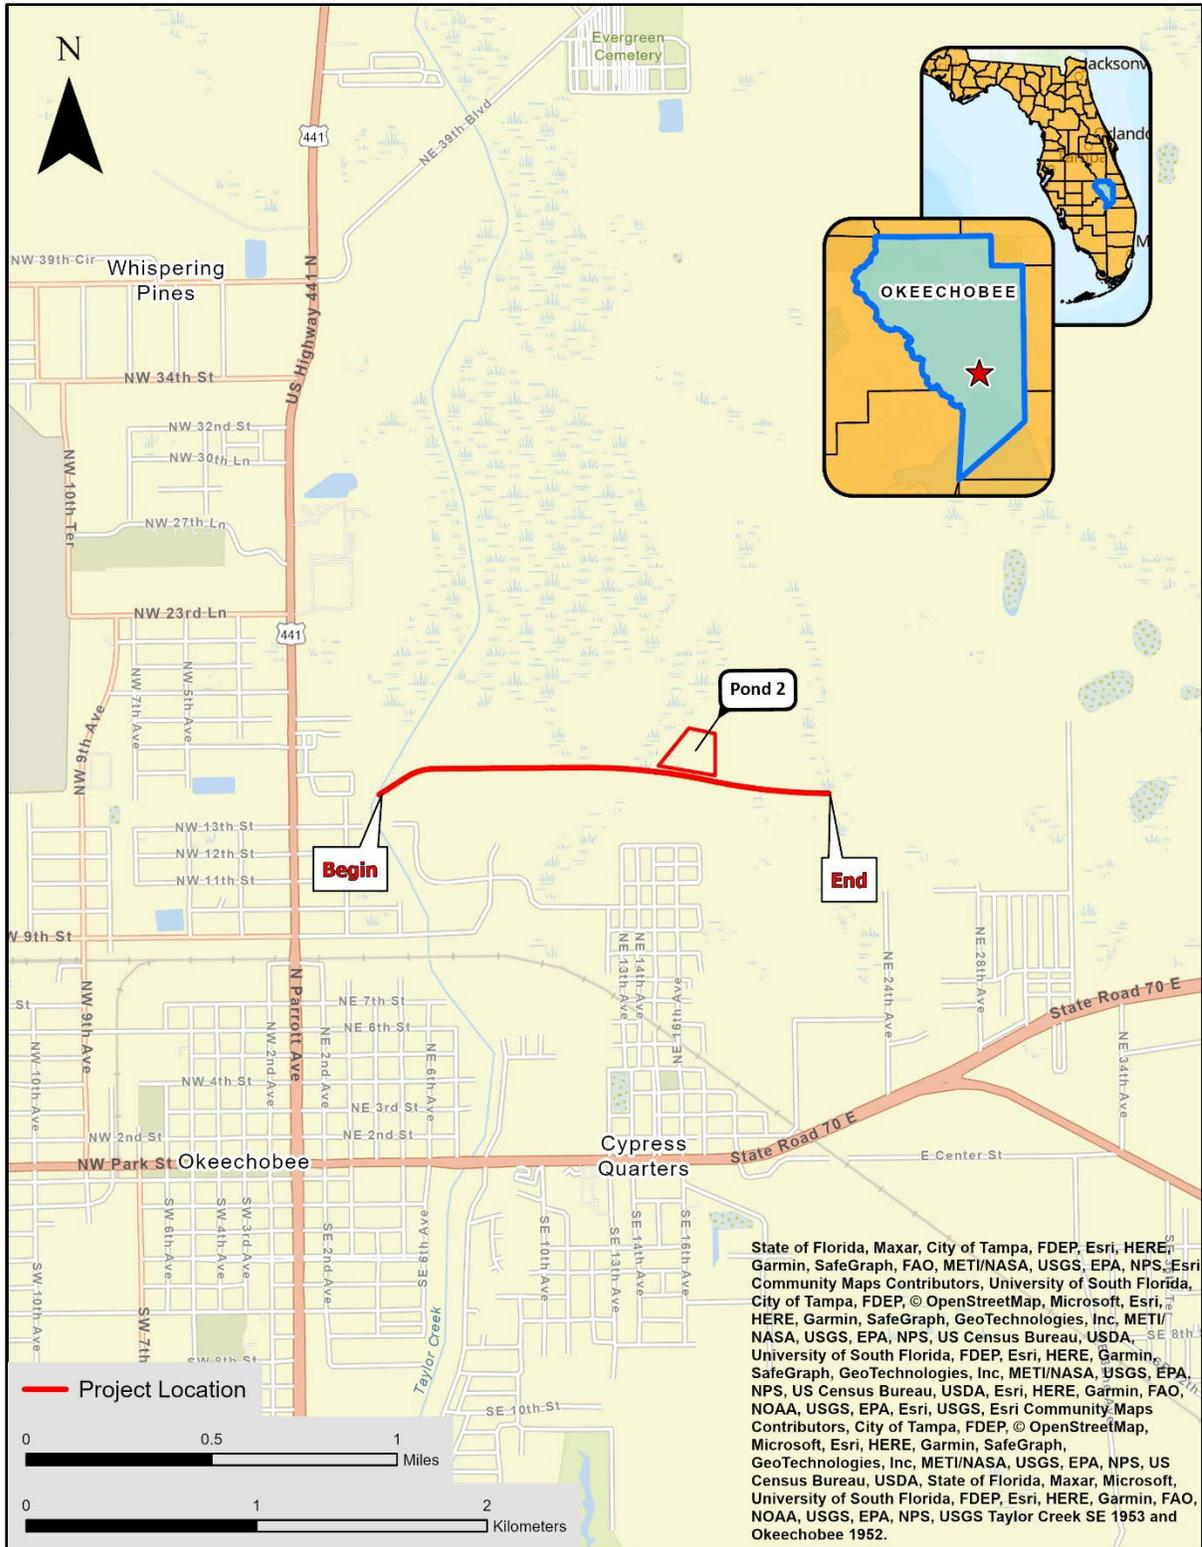 N
Evergreen
Cemetery
441
NE 39th Blvd
Jacksonv
Orlando
Tampa
M
OKEECHOBEE
NW 39th Cir
Whispering
Pines
US Highway 441 N
NW 34th St
NW 32nd St
NW 30th Ln
NW 10th Ter
NW 27th Ln
NW 23rd Ln
441
NW 7th Ave
NW 5th Ave
Pond 2
NW 9th Ave
NW 13th St
NW 12th St
NW 11th St
Begin
End
W 9th St
NE 13th Ave
NE 14th Ave
NE 16th Ave
NE 24th Ave
NE 28th Ave
State Road 70 E
St
NW 9th Ave
N Parrott Ave
NE 7th St
NE 6th St
NW 10th Ave
NW 2nd Ave
NE 2nd Ave
NE 6th Ave
NE 34th Ave
NW 4th St
NE 3rd St
NW 2nd St
NE 2nd St
NW Park St
Okeechobee
Cypress
Quarters
State Road 70 E
E Center St
SW 6th Ave
SW 4th Ave
SW 3rd Ave
SE 2nd Ave
SE 8th Ave
SE 10th Ave
SE 13th Ave
SE 14th Ave
SE 16th Ave
SW 10th Ave
SW 7th
SW 8th St
Taylor Creek
SE 10th St
SE 8th S
State of Florida, Maxar, City of Tampa, FDEP, Esri, HERE,
Garmin, SafeGraph, FAO, METI/NASA, USGS, EPA, NPS, Esri
Community Maps Contributors, University of South Florida,
City of Tampa, FDEP, © OpenStreetMap, Microsoft, Esri,
HERE, Garmin, SafeGraph, GeoTechnologies, Inc, METI/
NASA, USGS, EPA, NPS, US Census Bureau, USDA,
University of South Florida, FDEP, Esri, HERE, Garmin,
SafeGraph, GeoTechnologies, Inc, METI/NASA, USGS, EPA,
NPS, US Census Bureau, USDA, Esri, HERE, Garmin, FAO,
NOAA, USGS, EPA, Esri, USGS, Esri Community Maps
Contributors, City of Tampa, FDEP, © OpenStreetMap,
Microsoft, Esri, HERE, Garmin, SafeGraph,
GeoTechnologies, Inc, METI/NASA, USGS, EPA, NPS, US
Census Bureau, USDA, State of Florida, Maxar, Microsoft,
University of South Florida, FDEP, Esri, HERE, Garmin, FAO,
NOAA, USGS, EPA, NPS, USGS Taylor Creek SE 1953 and
Okeechobee 1952.
Project Location
0 0.5 1
Miles
0 1 2
Kilometers